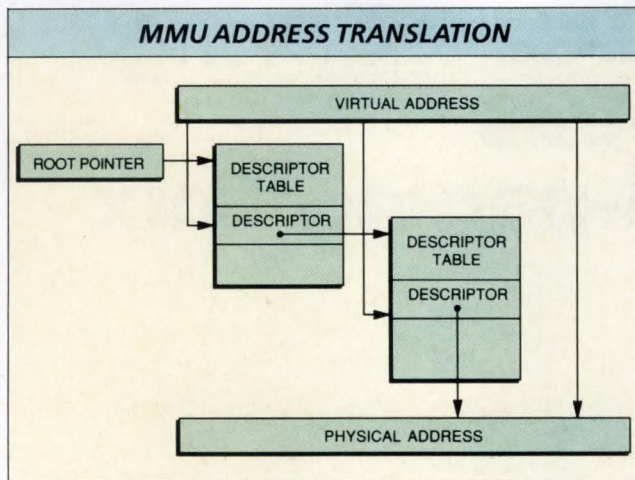 MMU ADDRESS TRANSLATION
VIRTUAL ADDRESS
ROOT POINTER
DESCRIPTOR
TABLE
DESCRIPTOR
DESCRIPTOR
TABLE
DESCRIPTOR
PHYSICAL ADDRESS